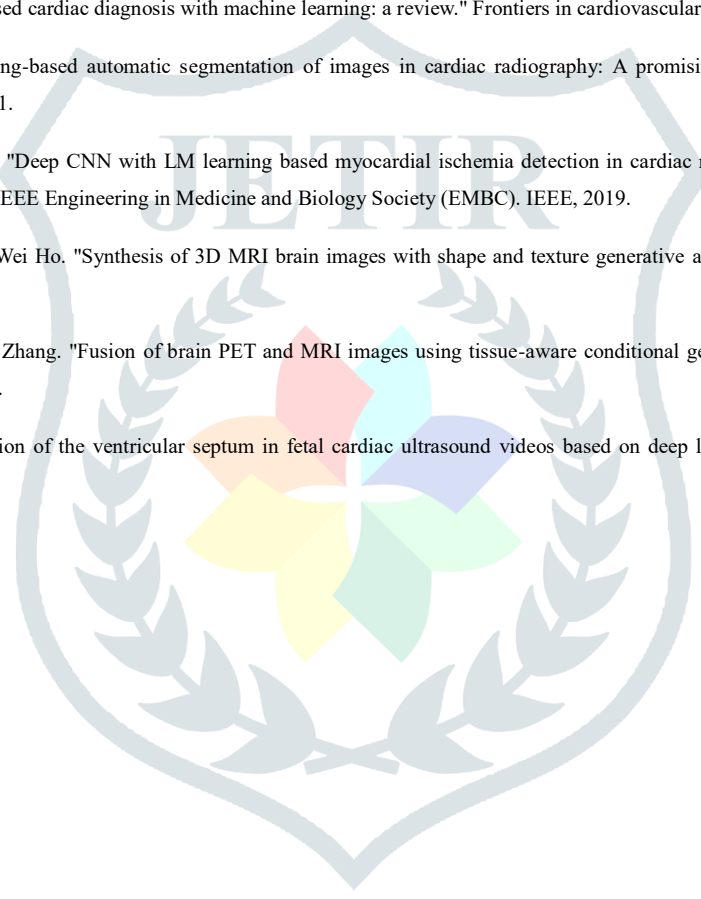 sed cardiac diagnosis with machine learning: a review." Frontiers in cardiovascular
ng-based automatic segmentation of images in cardiac radiography: A promisi
1.
"Deep CNN with LM learning based myocardial ischemia detection in cardiac
EEE Engineering in Medicine and Biology Society (EMBC). IEEE, 2019.
Wei Ho. "Synthesis of 3D MRI brain images with shape and texture generative a
Zhang. "Fusion of brain PET and MRI images using tissue-aware conditional ge
.
ion of the ventricular septum in fetal cardiac ultrasound videos based on deep l
JETIR